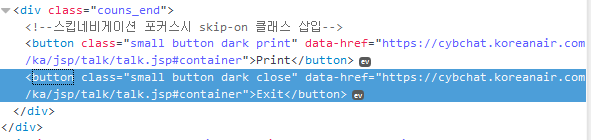 <div class="couns_end">
<!--스킵네비게이션 포커스시 skip-on 클래스 삽입-->
<button class="small button dark print" data-href="https://cybchat.koreanair.com
/ka/jsp/talk/talk.jsp#container">Print</button> ev
<button class="small button dark close" data-href="https://cybchat.koreanair.com
/ka/jsp/talk/talk.jsp#container">Exit</button> ev
</div>
</div>